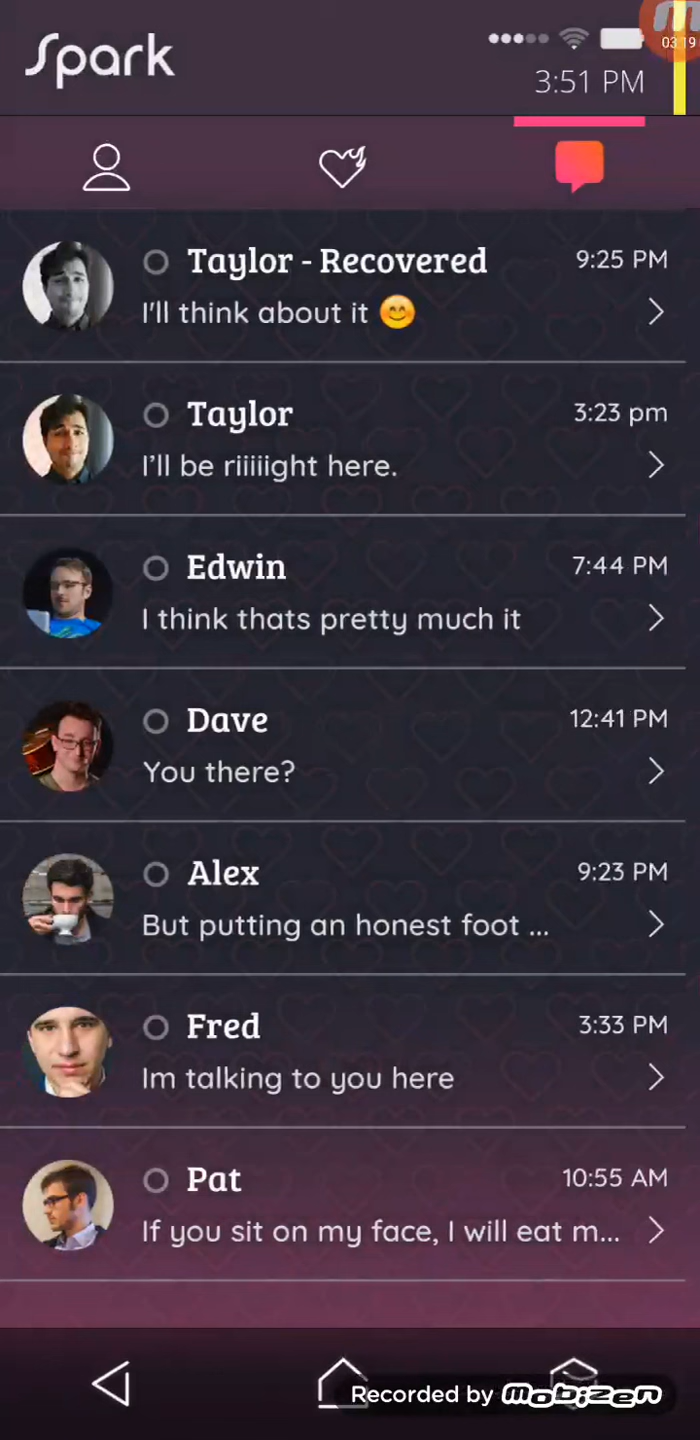 Spark
03:19
3:51 PM
Taylor - Recovered 9:25 PM
I'll think about it 😊
Taylor 3:23 pm
I'll be riiiiight here.
Edwin 7:44 PM
I think thats pretty much it
Dave 12:41 PM
You there?
Alex 9:23 PM
But putting an honest foot ...
Fred 3:33 PM
Im talking to you here
Pat 10:55 AM
If you sit on my face, I will eat m...
Recorded by mobizen